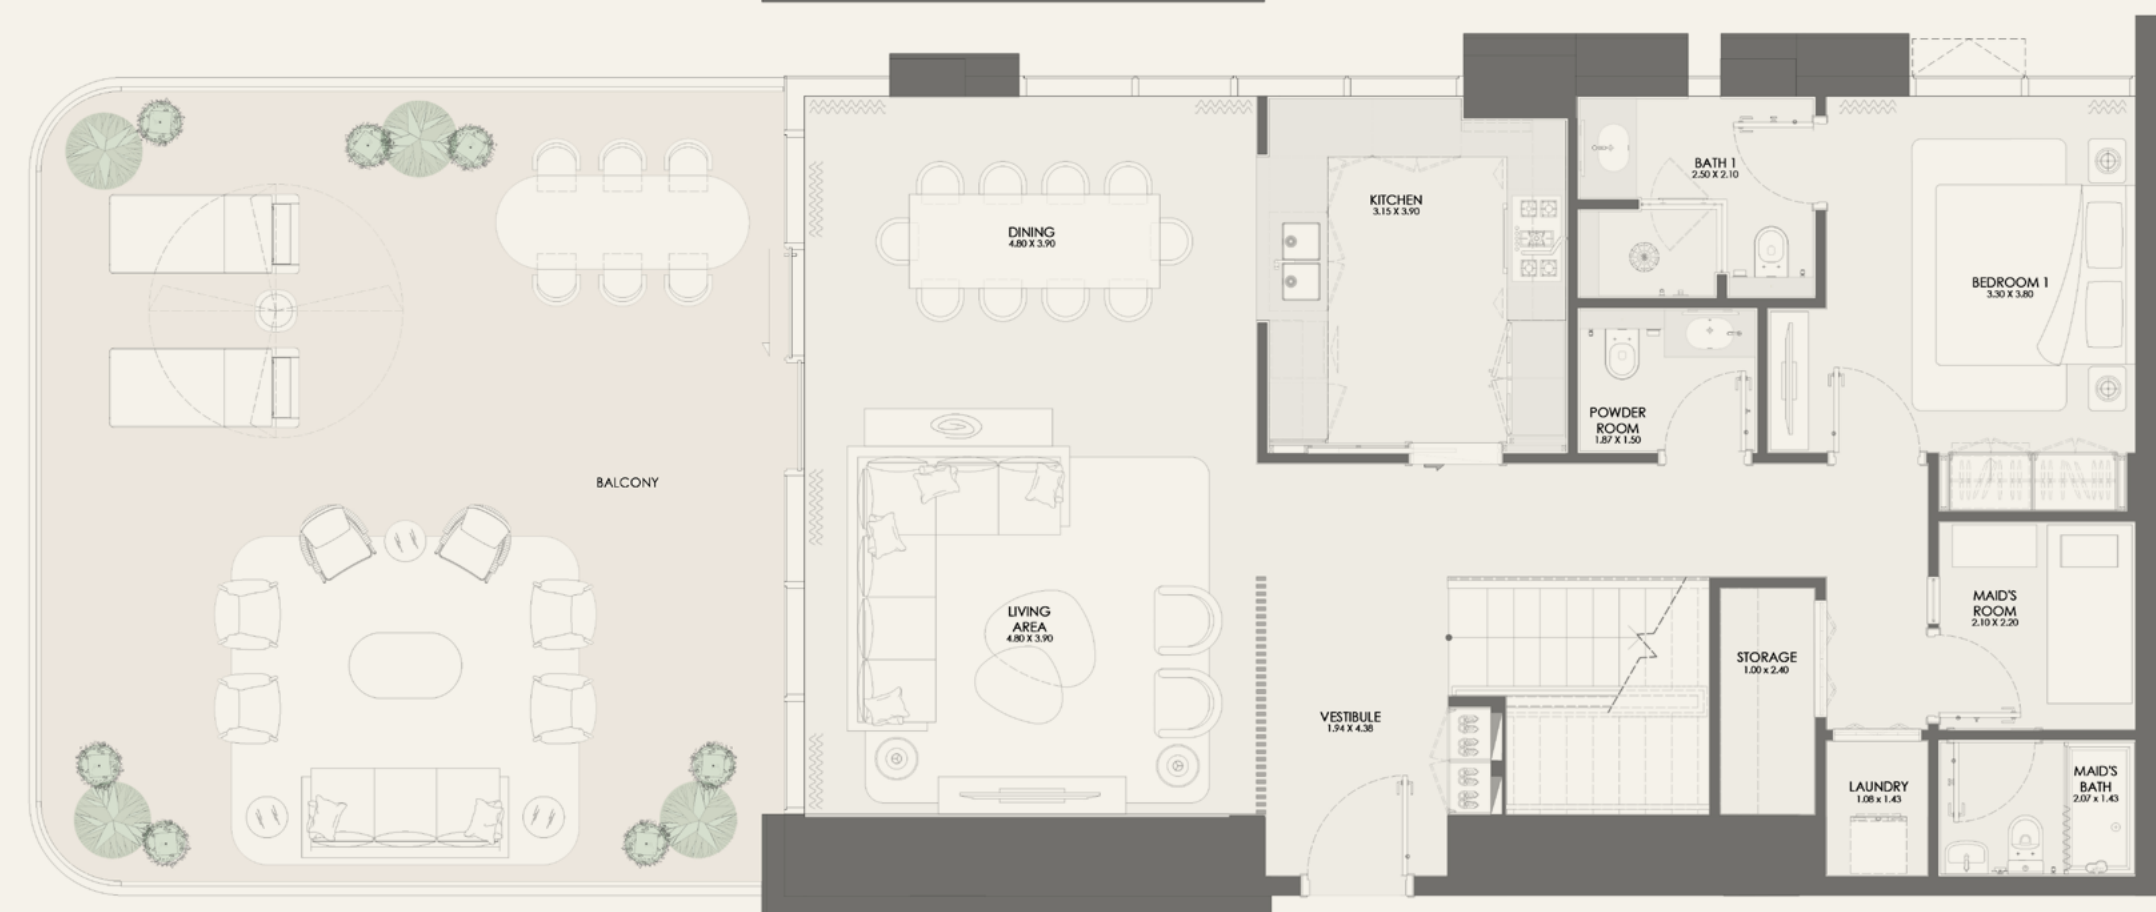 BATH 1
2.50 X 2.10
KITCHEN
3.15 X 3.90
DINING
4.80 X 3.90
BEDROOM 1
3.30 X 3.80
POWDER
ROOM
1.87 X 1.50
BALCONY
LIVING
AREA
4.80 X 3.90
MAID'S
ROOM
2.10 X 2.20
STORAGE
1.00 x 2.40
VESTIBULE
1.94 X 4.38
LAUNDRY
1.08 x 1.43
MAID'S
BATH
2.07 x 1.43